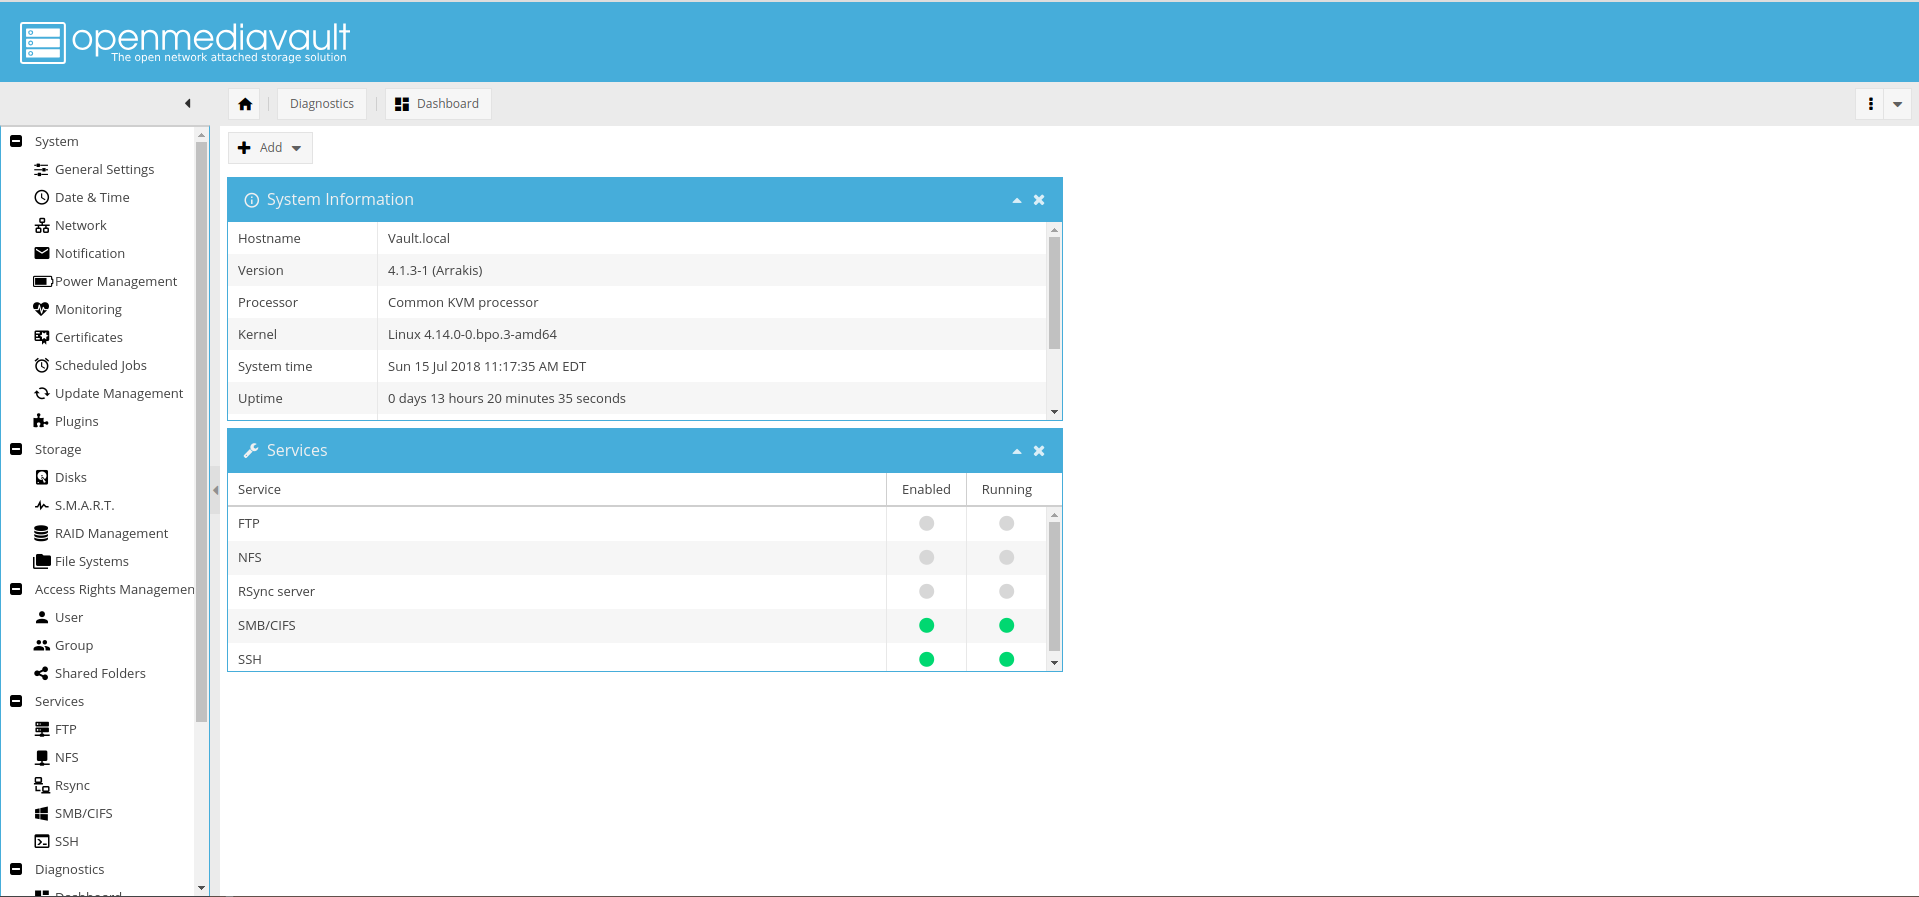 openmediavault
The open network attached storage solution
Diagnostics
Dashboard
System
General Settings
Date & Time
Network
Notification
Power Management
Monitoring
Certificates
Scheduled Jobs
Update Management
Plugins
Storage
Disks
S.M.A.R.T.
RAID Management
File Systems
Access Rights Managemen
User
Group
Shared Folders
Services
FTP
NFS
Rsync
SMB/CIFS
SSH
Diagnostics
Dashboard
Add
System Information
Hostname Vault.local
Version 4.1.3-1 (Arrakis)
Processor Common KVM processor
Kernel Linux 4.14.0-0.bpo.3-amd64
System time Sun 15 Jul 2018 11:17:35 AM EDT
Uptime 0 days 13 hours 20 minutes 35 seconds
Services
Service Enabled Running
FTP
NFS
RSync server
SMB/CIFS
SSH